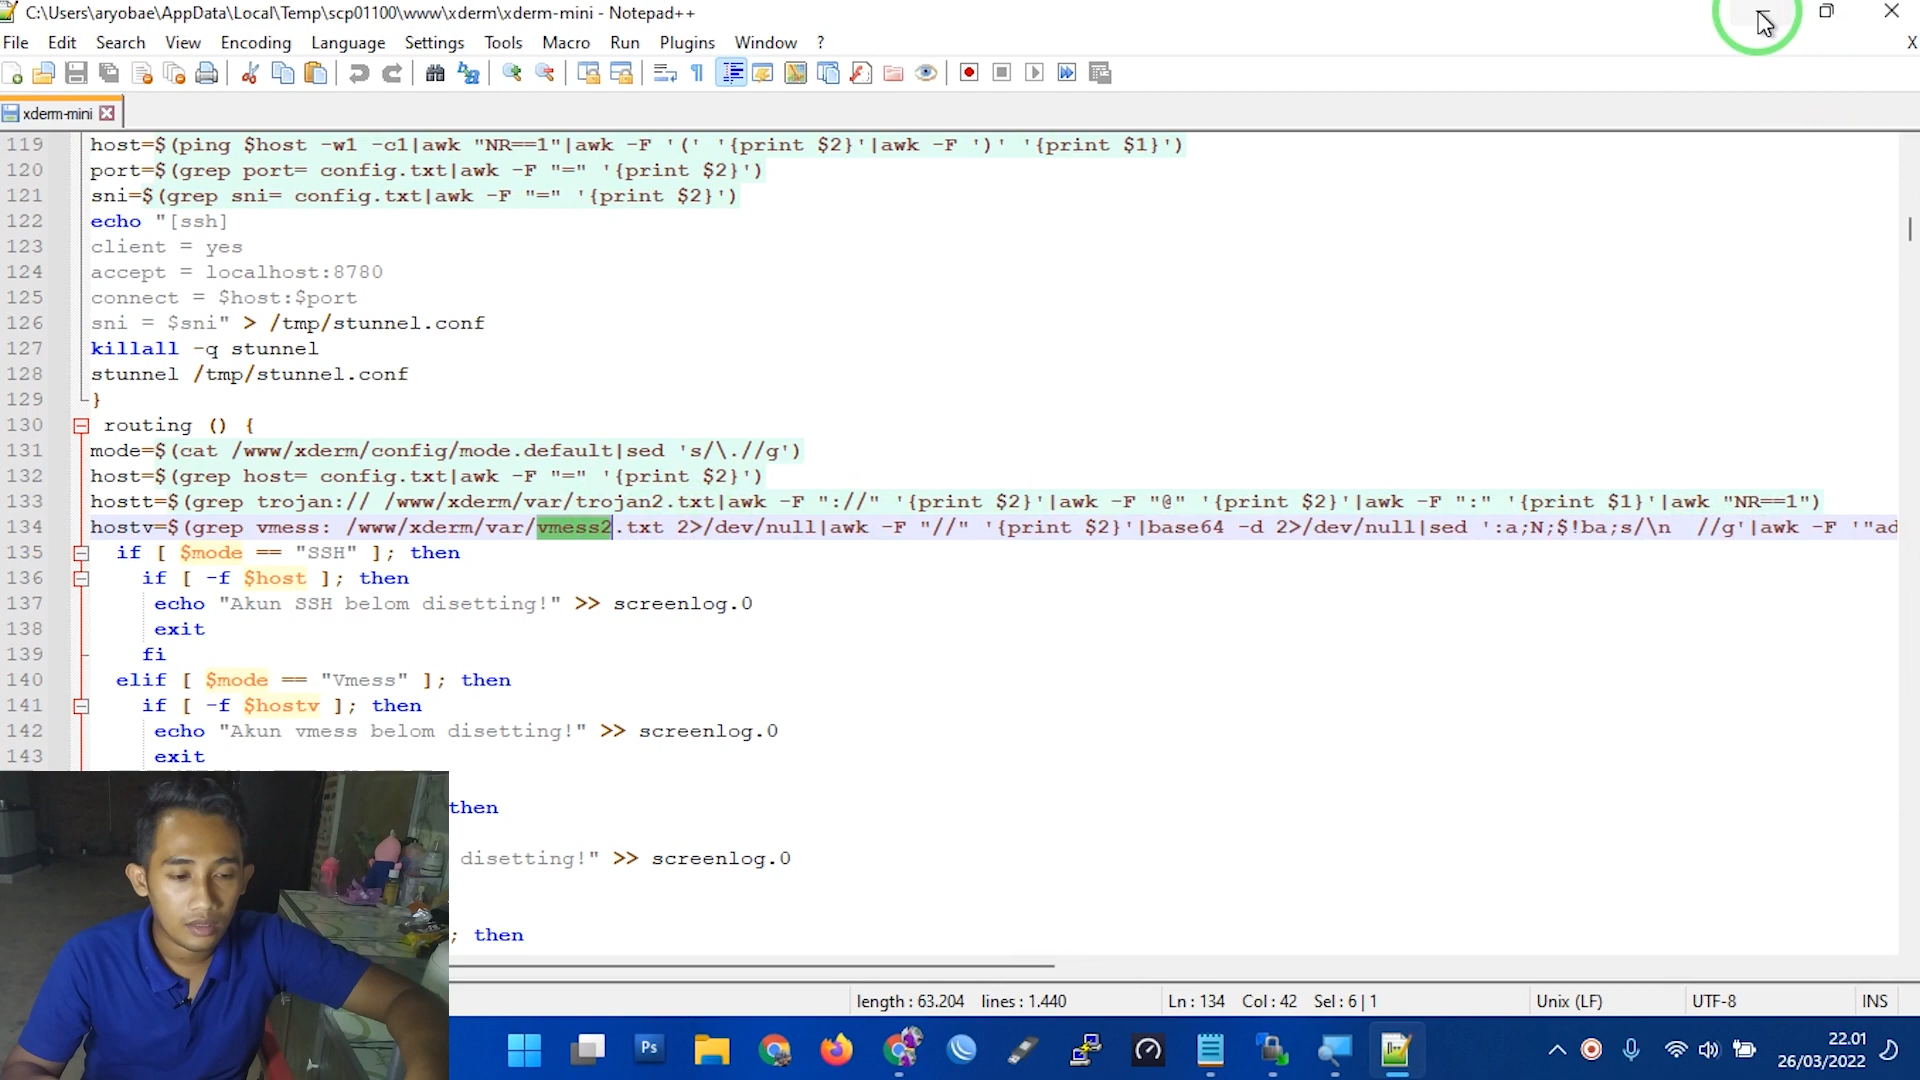 C:\Users\aryobae\AppData\Local\Temp\scp01100\www\xderm\xderm-mini - Notepad++
File Edit Search View Encoding Language Settings Tools Macro Run Plugins Window ? X
xderm-mini
119 host=$(ping $host -w1 -c1|awk "NR==1"|awk -F '(' '{print $2}'|awk -F ')' '{print $1}')
120 port=$(grep port= config.txt|awk -F "=" '{print $2}')
121 sni=$(grep sni= config.txt|awk -F "=" '{print $2}')
122 echo "[ssh]
123 client = yes
124 accept = localhost:8780
125 connect = $host:$port
126 sni = $sni" > /tmp/stunnel.conf
127 killall -q stunnel
128 stunnel /tmp/stunnel.conf
129 }
130 routing () {
131 mode=$(cat /www/xderm/config/mode.default|sed 's/\.//g')
132 host=$(grep host= config.txt|awk -F "=" '{print $2}')
133 hostt=$(grep trojan:// /www/xderm/var/trojan2.txt|awk -F "://" '{print $2}'|awk -F "@" '{print $2}'|awk -F ":" '{print $1}'|awk "NR==1")
134 hostv=$(grep vmess: /www/xderm/var/vmess2.txt 2>/dev/null|awk -F "//" '{print $2}'|base64 -d 2>/dev/null|sed ':a;N;$!ba;s/\n  //g'|awk -F '"ad
135 if [ $mode == "SSH" ]; then
136 if [ -f $host ]; then
137 echo "Akun SSH belom disetting!" >> screenlog.0
138 exit
139 fi
140 elif [ $mode == "Vmess" ]; then
141 if [ -f $hostv ]; then
142 echo "Akun vmess belom disetting!" >> screenlog.0
143 exit
then
disetting!" >> screenlog.0
; then
length : 63.204 lines : 1.440 Ln : 134 Col : 42 Sel : 6 | 1 Unix (LF) UTF-8 INS
Ps
22.01
26/03/2022